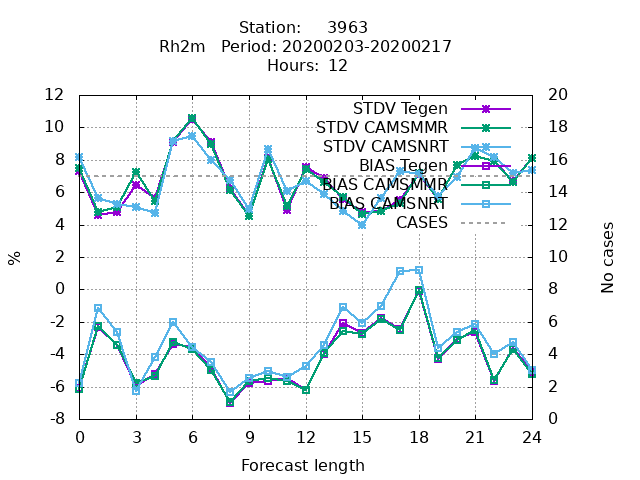 Station: 3963
Rh2m Period: 20200203-20200217
Hours: 12
12 20
10 18
8 16
6 14
4 12
2 10
0 8
-2 6
-4 4
-6 2
-8 0
STDV Tegen
STDV CAMSMMR
STDV CAMSNRT
BIAS Tegen
BIAS CAMSMMR
BIAS CAMSNRT
CASES
%
No cases
0 3 6 9 12 15 18 21 24
Forecast length